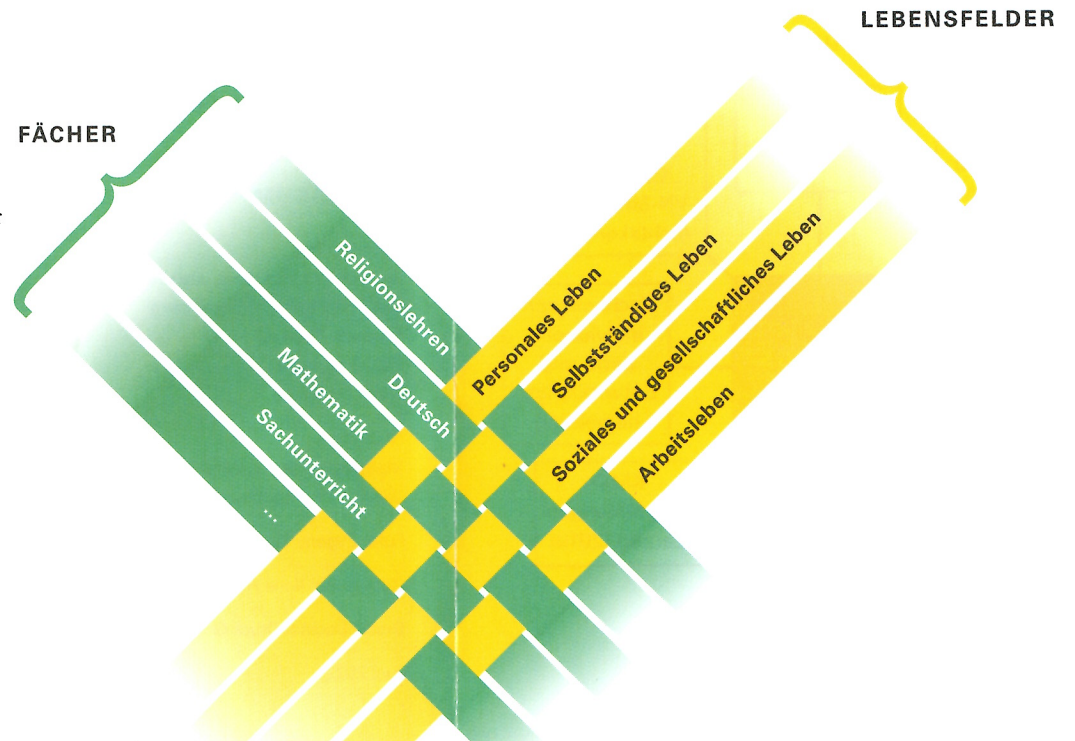 LEBENSFELDER
FÄCHER
Religionslehren
Deutsch
Mathematik
Sachunterricht
...
Personales Leben
Selbstständiges Leben
Soziales und gesellschaftliches Leben
Arbeitsleben